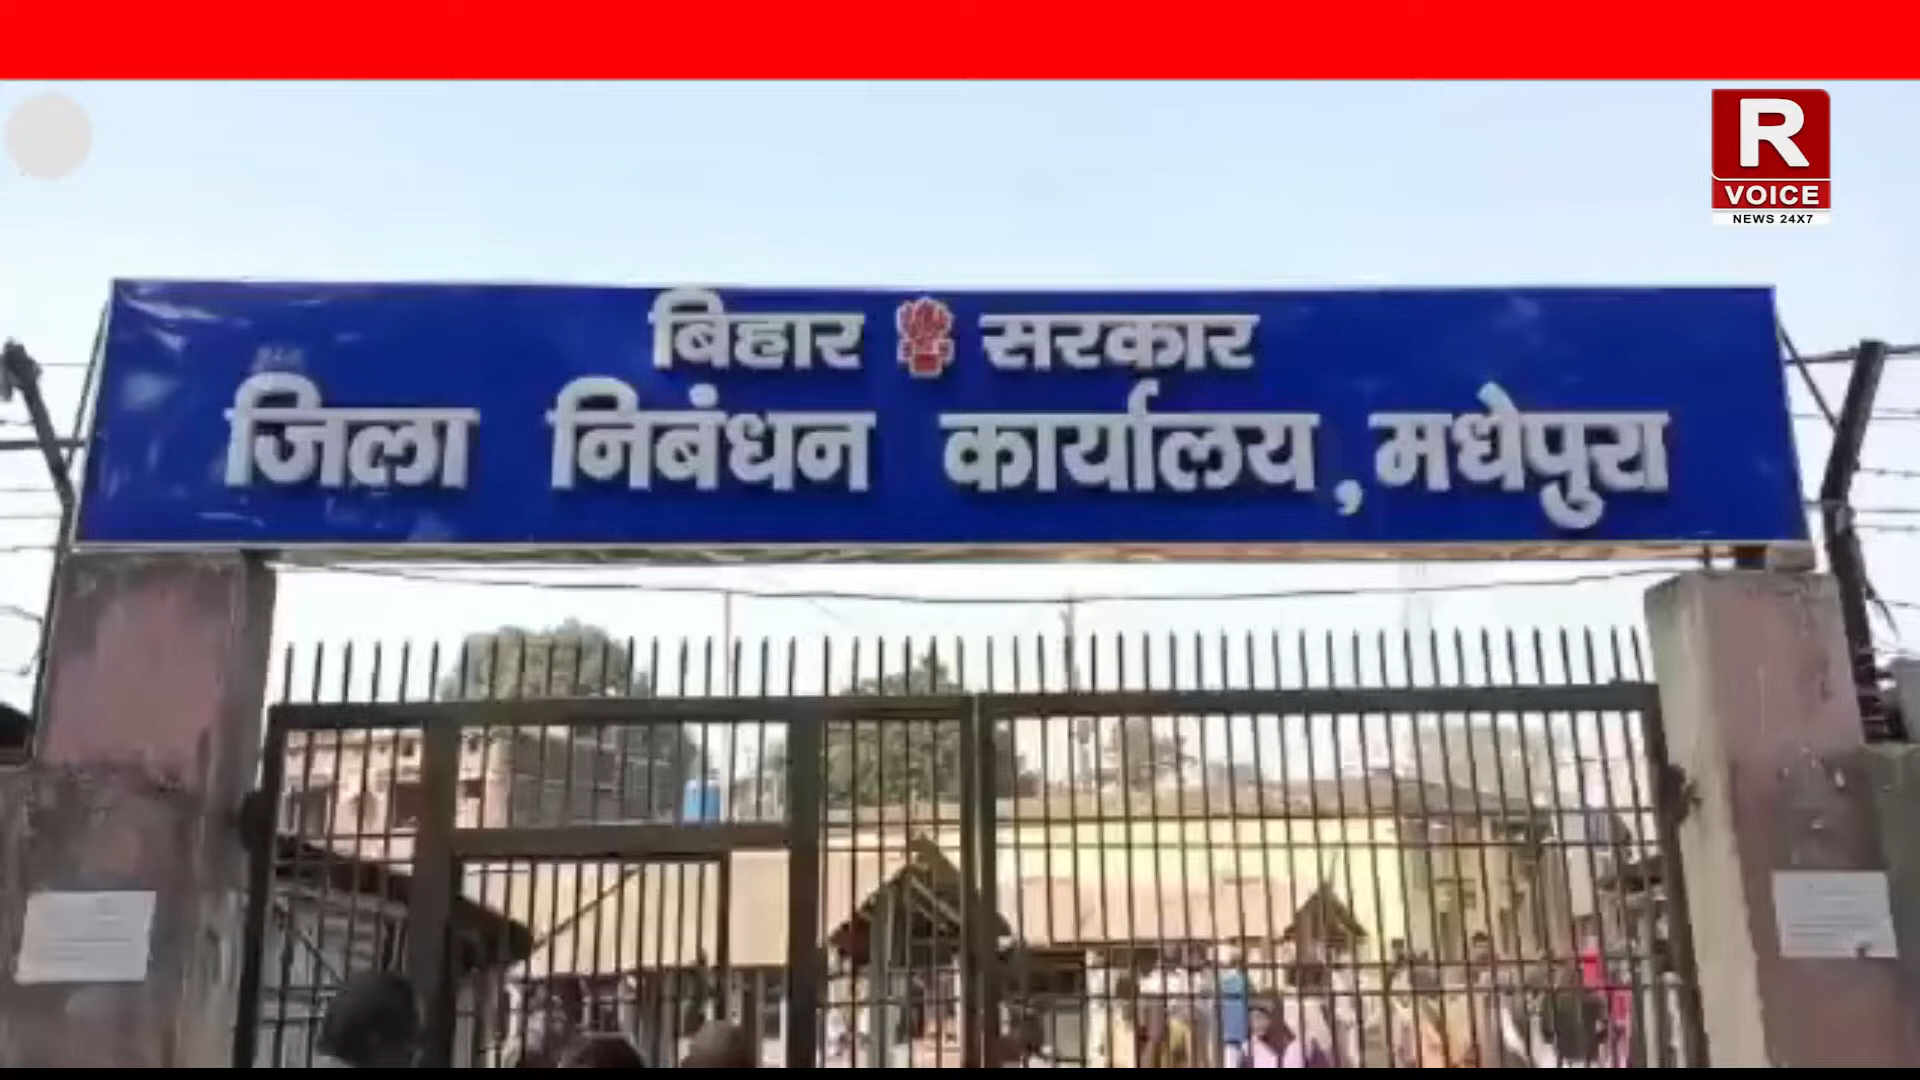 R
VOICE
NEWS 24X7
बिहार सरकार
जिला निबंधन कार्यालय, मधेपुरा